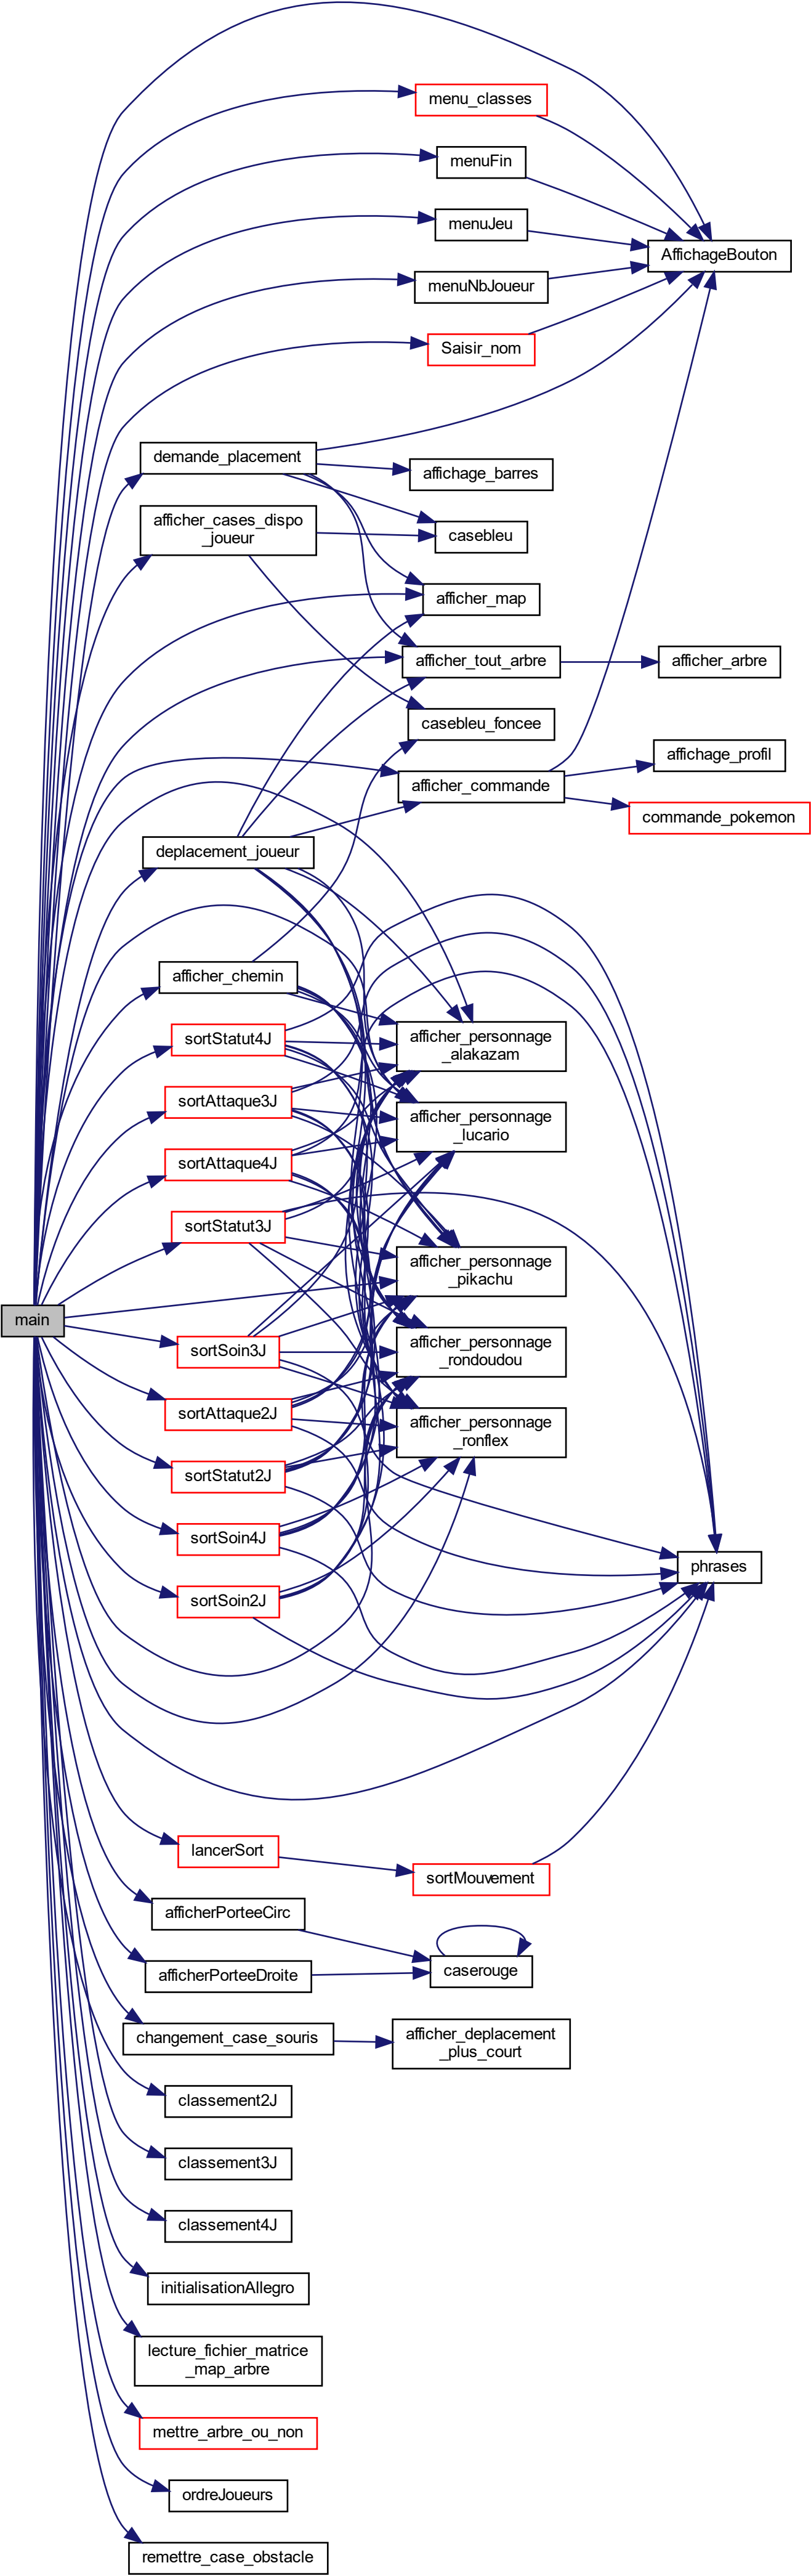 menu_classes
menuFin
menuJeu
AffichageBouton
menuNbJoueur
Saisir_nom
demande_placement
affichage_barres
afficher_cases_dispo
_joueur
casebleu
afficher_map
afficher_tout_arbre
afficher_arbre
casebleu_foncee
affichage_profil
afficher_commande
commande_pokemon
deplacement_joueur
afficher_chemin
afficher_personnage
_alakazam
sortStatut4J
sortAttaque3J
afficher_personnage
_lucario
sortAttaque4J
sortStatut3J
afficher_personnage
_pikachu
main
sortSoin3J
afficher_personnage
_rondoudou
sortAttaque2J
afficher_personnage
_ronflex
sortStatut2J
sortSoin4J
phrases
sortSoin2J
lancerSort
sortMouvement
afficherPorteeCirc
caserouge
afficherPorteeDroite
changement_case_souris
afficher_deplacement
_plus_court
classement2J
classement3J
classement4J
initialisationAllegro
lecture_fichier_matrice
_map_arbre
mettre_arbre_ou_non
ordreJoueurs
remettre_case_obstacle